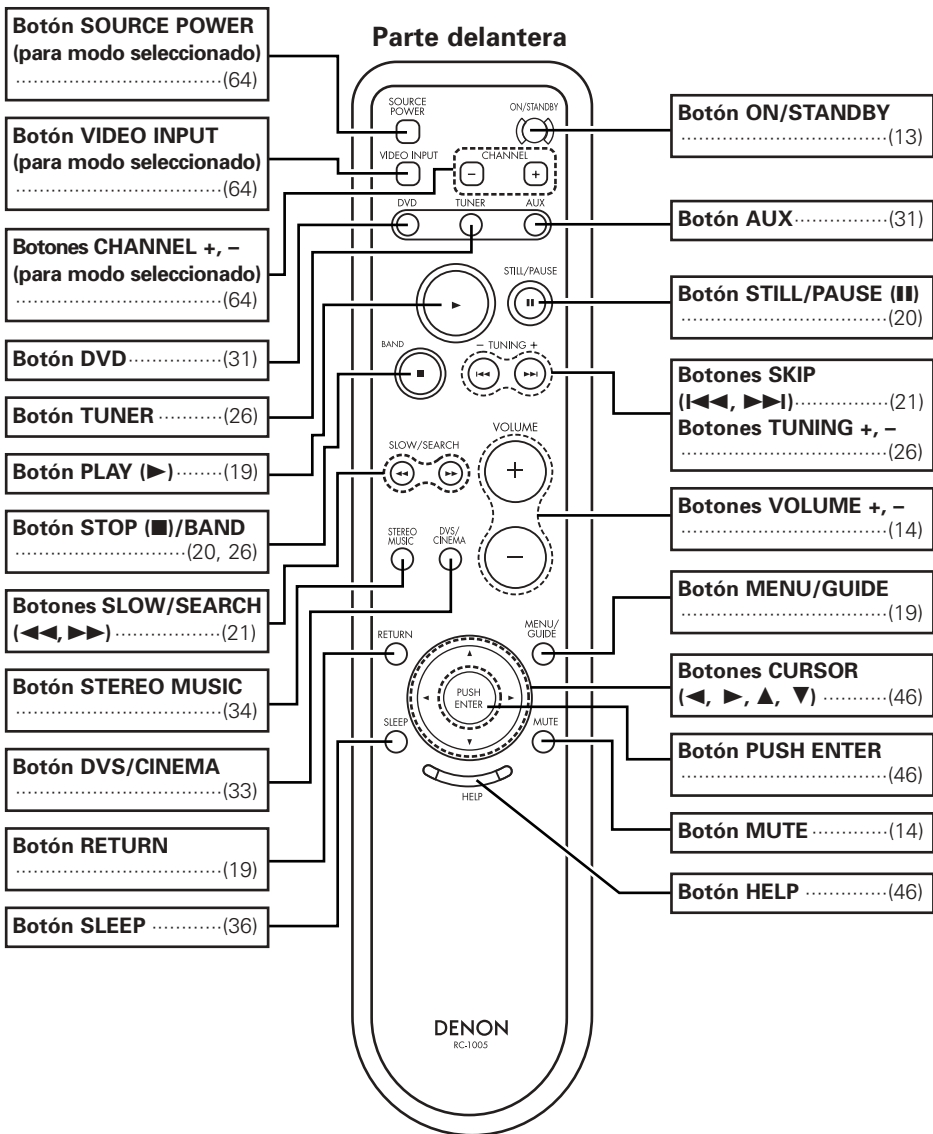 Parte delantera
Botón SOURCE POWER
(para modo seleccionado)
·································(64)
Botón VIDEO INPUT
(para modo seleccionado)
·································(64)
Botones CHANNEL +, –
(para modo seleccionado)
·································(64)
Botón DVD···············(31)
Botón TUNER ···········(26)
Botón PLAY (►)········(19)
Botón STOP (■)/BAND
···························(20, 26)
Botones SLOW/SEARCH
(◄◄, ►►) ·················(21)
Botón STEREO MUSIC
·································(34)
Botón DVS/CINEMA
·································(33)
Botón RETURN
·································(19)
Botón SLEEP ············(36)
SOURCE
POWER
ON/STANDBY
VIDEO INPUT
CHANNEL
–
+
DVD
TUNER
AUX
STILL/PAUSE
►
II
BAND
– TUNING +
■
I◄◄
►►I
VOLUME
SLOW/SEARCH
◄◄
►►
+
STEREO
MUSIC
DVS/
CINEMA
–
RETURN
MENU/
GUIDE
▲
◄
PUSH
ENTER
►
▼
SLEEP
MUTE
HELP
DENON
RC-1005
Botón ON/STANDBY
·································(13)
Botón AUX···············(31)
Botón STILL/PAUSE (II)
·································(20)
Botones SKIP
(I◄◄, ►►I)···············(21)
Botones TUNING +, –
·································(26)
Botones VOLUME +, –
·································(14)
Botón MENU/GUIDE
·································(19)
Botones CURSOR
(◄, ►, ▲, ▼) ··········(46)
Botón PUSH ENTER
·································(46)
Botón MUTE ············(14)
Botón HELP ·············(46)